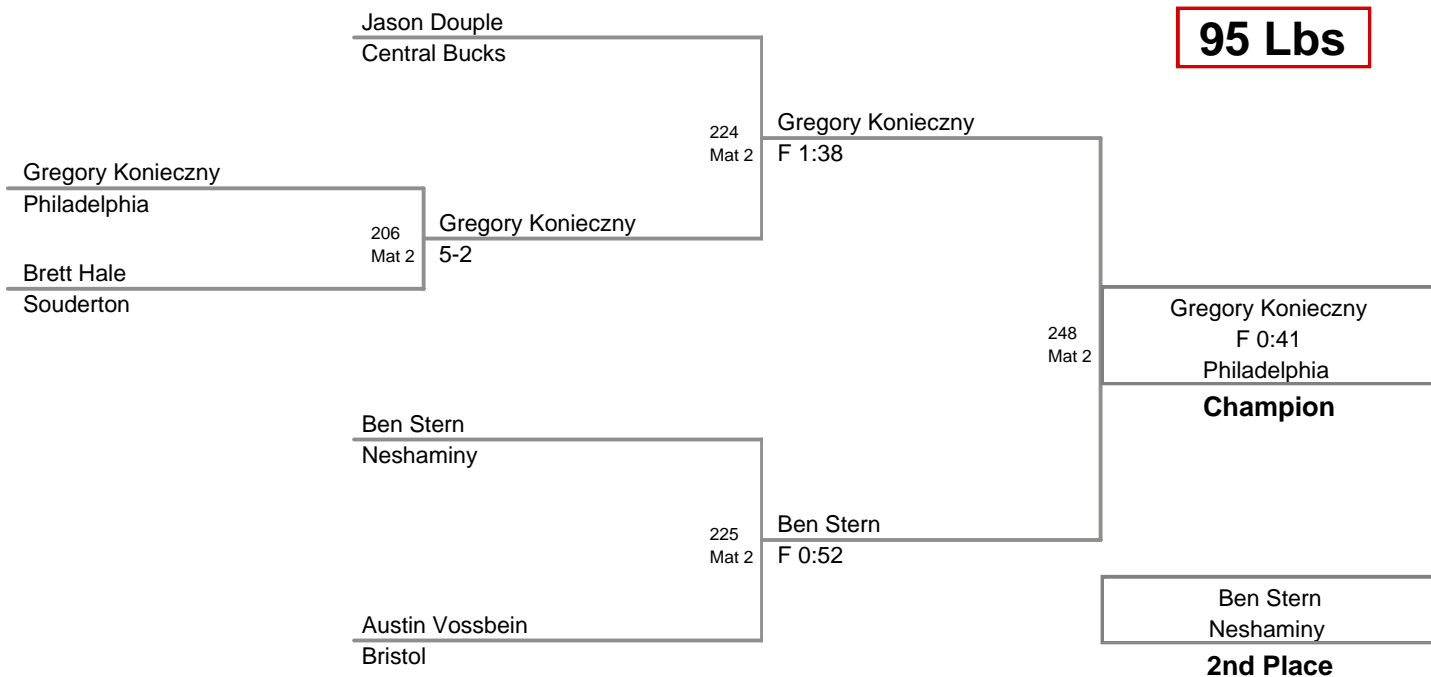 Jason Douple
Central Bucks
95 Lbs
224
Mat 2
Gregory Konieczny
F 1:38
Gregory Konieczny
Philadelphia
206
Mat 2
Gregory Konieczny
5-2
Brett Hale
Souderton
248
Mat 2
Gregory Konieczny
F 0:41
Philadelphia
Champion
Ben Stern
Neshaminy
225
Mat 2
Ben Stern
F 0:52
Austin Vossbein
Bristol
Ben Stern
Neshaminy
2nd Place